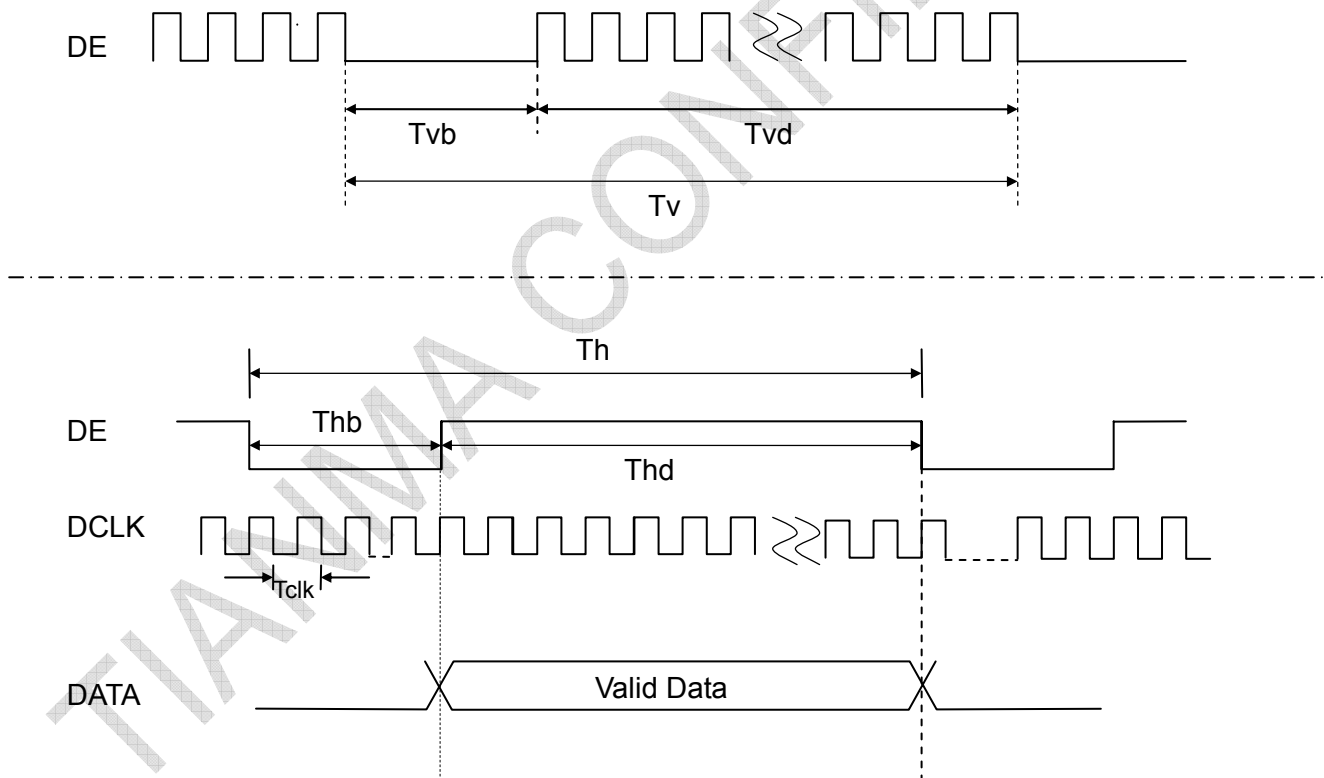 DE
Tvb
Tvd
Tv
Th
DE
Thb
Thd
DCLK
Tclk
DATA
Valid Data
TIANMA CONFI